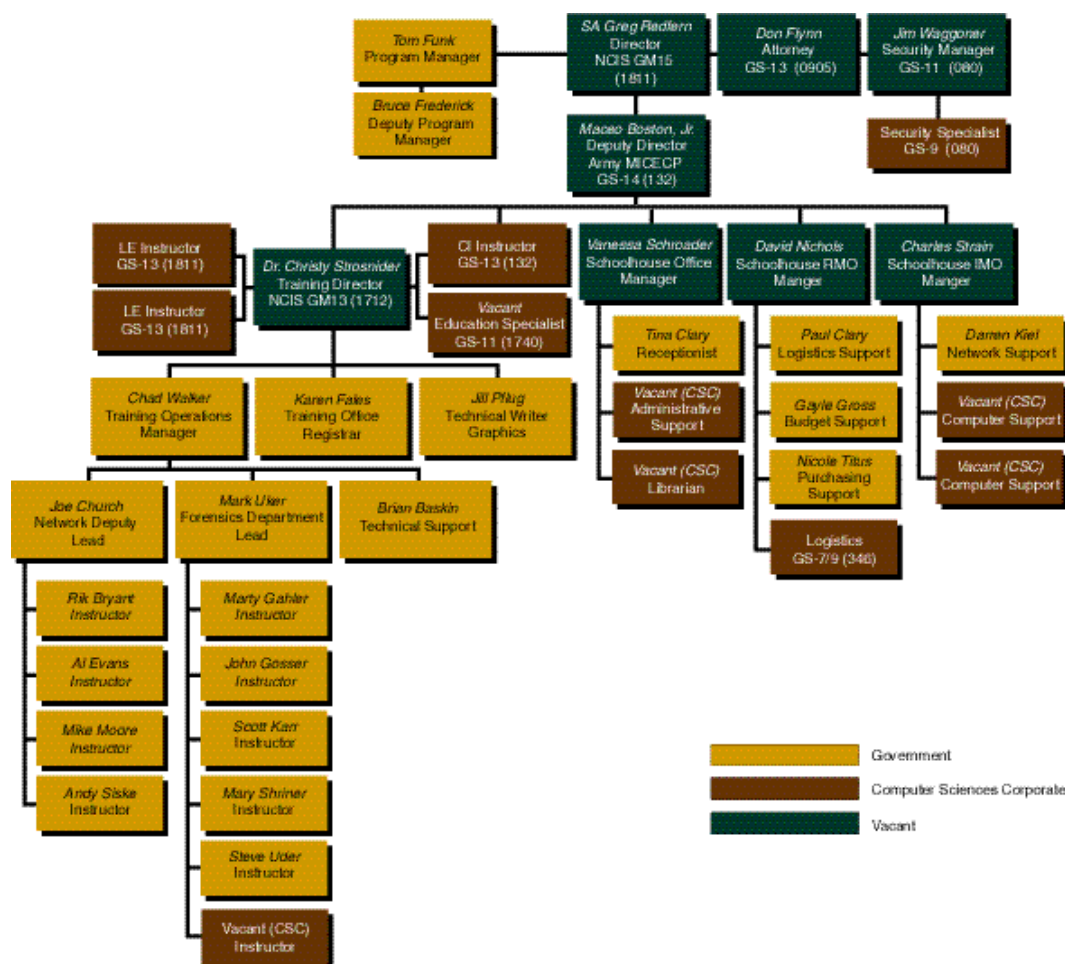 Tom Funk
Program Manager
SA Greg Redfern
Director
NCIS GM15
(1811)
Don Flynn
Attorney
GS-13 (0905)
Jim Waggoner
Security Manager
GS-11 (080)
Bruce Frederick
Deputy Program
Manager
Maceo Boston, Jr.
Deputy Director
Army MICECP
GS-14 (132)
Security Specialist
GS-9 (080)
LE Instructor
GS-13 (1811)
LE Instructor
GS-13 (1811)
Dr. Christy Strosnider
Training Director
NCIS GM13 (1712)
CI Instructor
GS-13 (132)
Vacant
Education Specialist
GS-11 (1740)
Vanessa Schroader
Schoolhouse Office
Manager
David Nichols
Schoolhouse RMO
Manger
Charles Strain
Schoolhouse IMO
Manger
Tina Clary
Receptionist
Vacant (CSC)
Administrative
Support
Vacant (CSC)
Librarian
Paul Clary
Logistics Support
Gayle Gross
Budget Support
Nicole Titus
Purchasing
Support
Logistics
GS-7/9 (346)
Darren Kiel
Network Support
Vacant (CSC)
Computer Support
Vacant (CSC)
Computer Support
Chad Walker
Training Operations
Manager
Karen Fales
Training Office
Registrar
Jill Pflug
Technical Writer
Graphics
Joe Church
Network Deputy
Lead
Mark Uker
Forensics Department
Lead
Brian Baskin
Technical Support
Rik Bryant
Instructor
Al Evans
Instructor
Mike Moore
Instructor
Andy Siske
Instructor
Marty Gahler
Instructor
John Gosser
Instructor
Scott Karr
Instructor
Mary Shriner
Instructor
Steve Uder
Instructor
Vacant (CSC)
Instructor
Government
Computer Sciences Corporate
Vacant